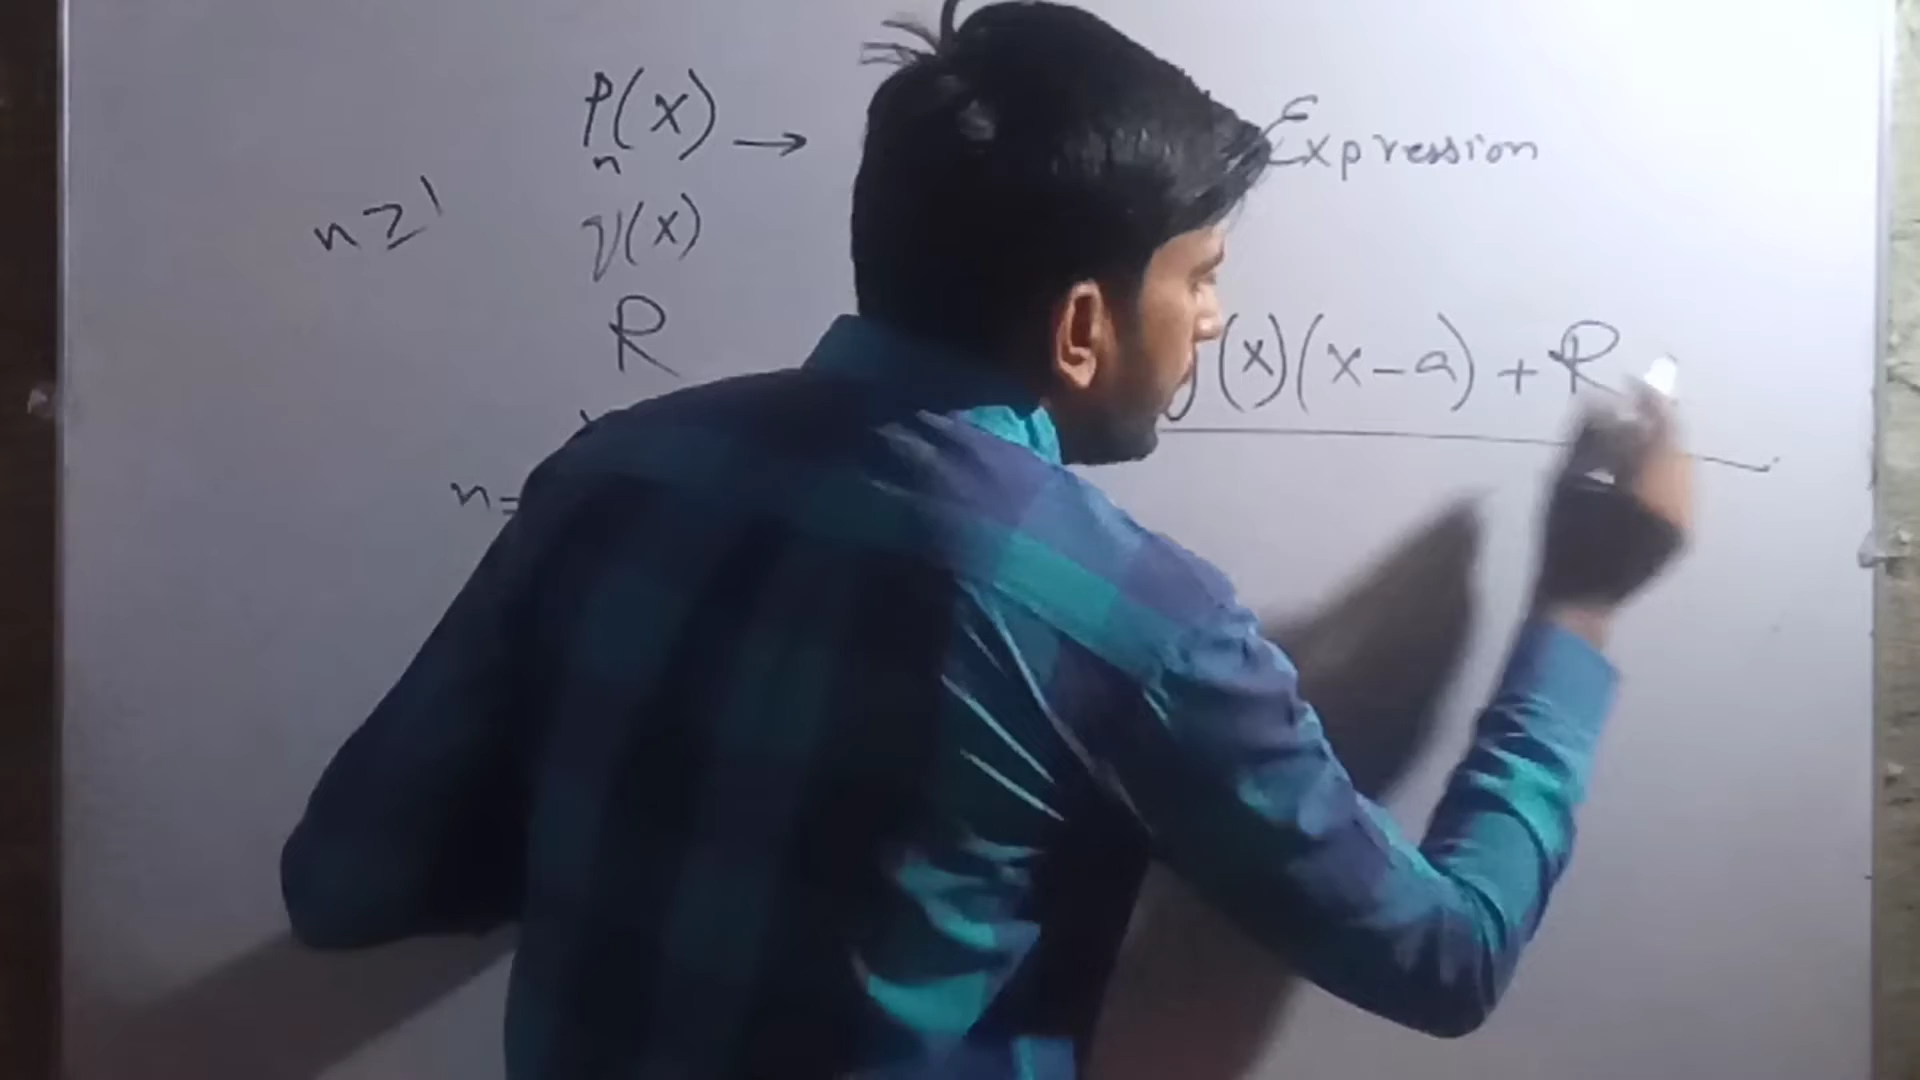 P(x) → Expression
n
n ≥ 1
q(x)
R
q(x)(x-a) + R
n=